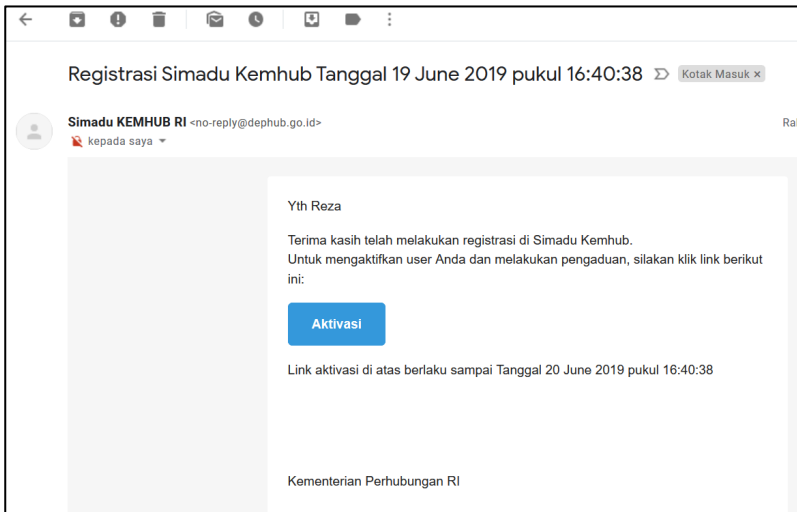 Registrasi Simadu Kemhub Tanggal 19 June 2019 pukul 16:40:38 Kotak Masuk ×
Simadu KEMHUB RI <no-reply@dephub.go.id>
kepada saya
Yth Reza
Terima kasih telah melakukan registrasi di Simadu Kemhub.
Untuk mengaktifkan user Anda dan melakukan pengaduan, silakan klik link berikut
ini:
Aktivasi
Link aktivasi di atas berlaku sampai Tanggal 20 June 2019 pukul 16:40:38
Kementerian Perhubungan RI